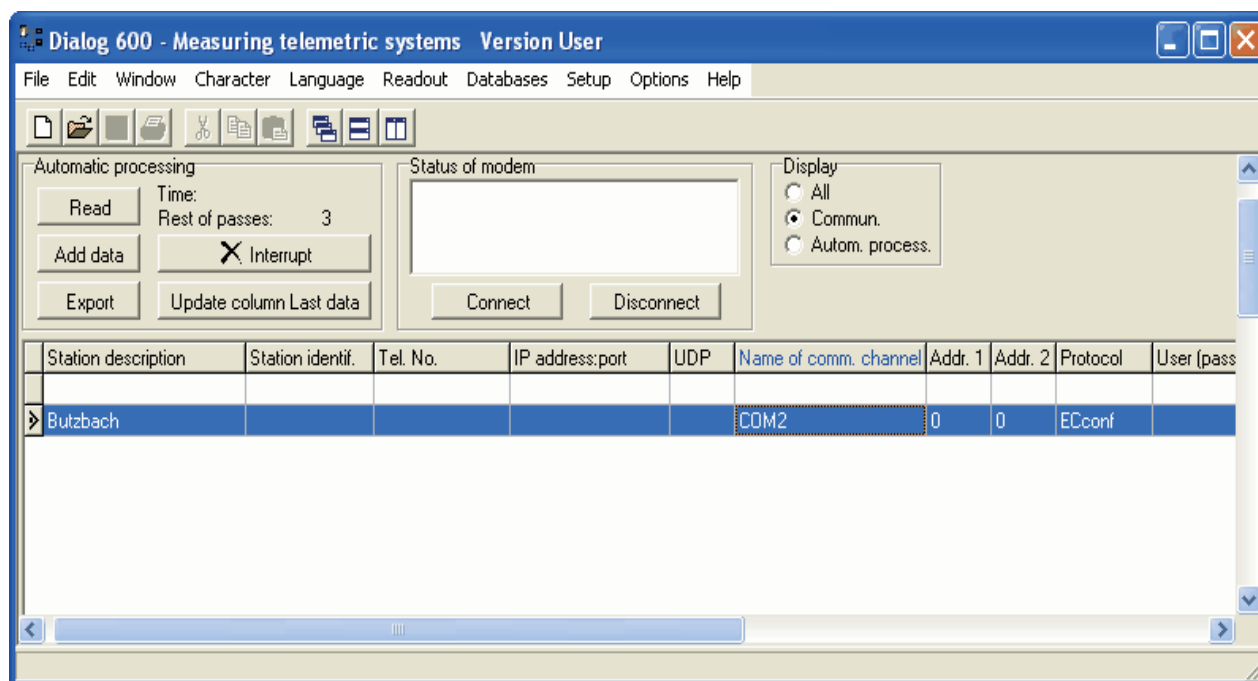 Dialog 600 - Measuring telemetric systems   Version User
File Edit Window Character Language Readout Databases Setup Options Help
Automatic processing
Read
Time:
Rest of passes: 3
Add data
Interrupt
Export
Update column Last data
Status of modem
Connect
Disconnect
Display
All
Commun.
Autom. process.
Station description Station identif. Tel. No. IP address:port UDP Name of comm. channel Addr. 1 Addr. 2 Protocol User (pass
Butzbach COM2 0 0 ECconf